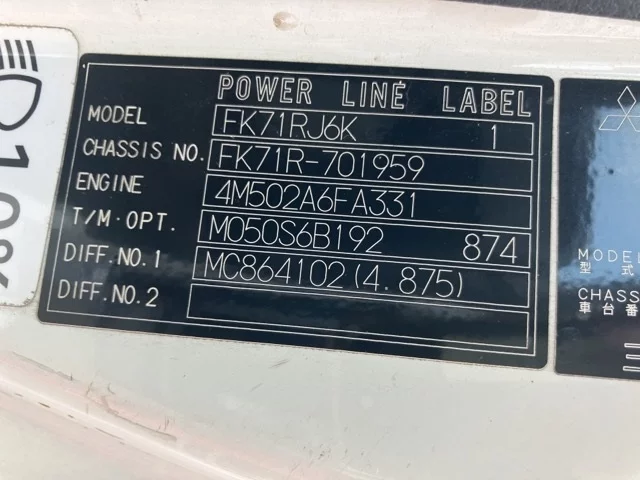 POWER LINE LABEL
MODEL FK71RJ6K 1
CHASSIS NO. FK71R-701959
ENGINE 4M502A6FA331
T/M·OPT. M050S6B192 874
DIFF.NO.1 MC864102(4.875)
DIFF.NO.2
MODEL
型 式
CHASS
車台番